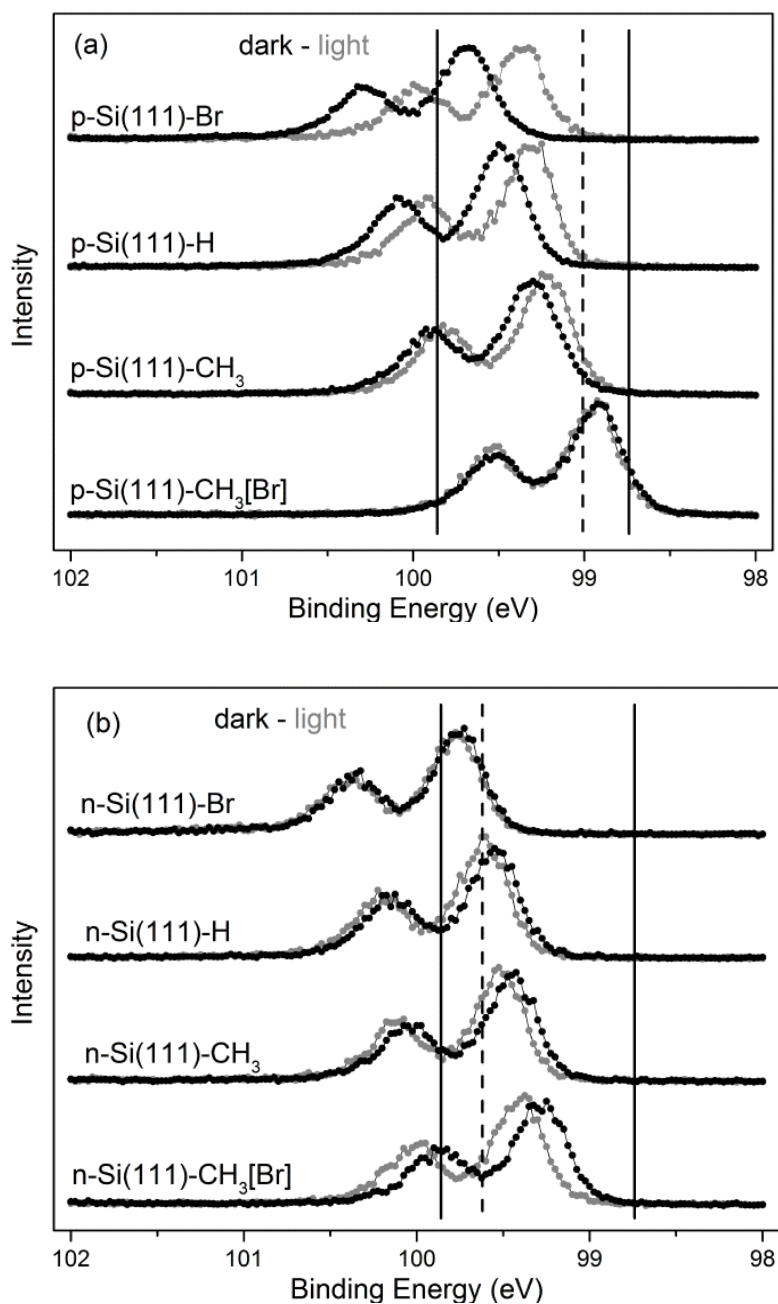 (a)
dark - light
p-Si(111)-Br
p-Si(111)-H
p-Si(111)-CH₃
p-Si(111)-CH₃[Br]
Intensity
102 101 100 99 98
Binding Energy (eV)
(b)
dark - light
n-Si(111)-Br
n-Si(111)-H
n-Si(111)-CH₃
n-Si(111)-CH₃[Br]
Intensity
102 101 100 99 98
Binding Energy (eV)